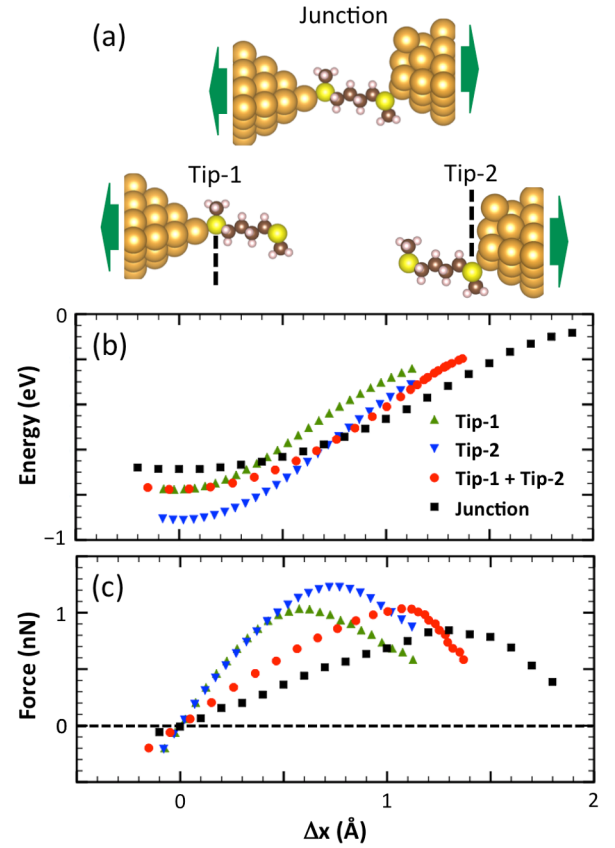 Junction
(a)
Tip-1
Tip-2
0
(b)
Energy (eV)
Tip-1
Tip-2
Tip-1 + Tip-2
Junction
−1
(c)
1
Force (nN)
0
0
1
2
Δx (Å)